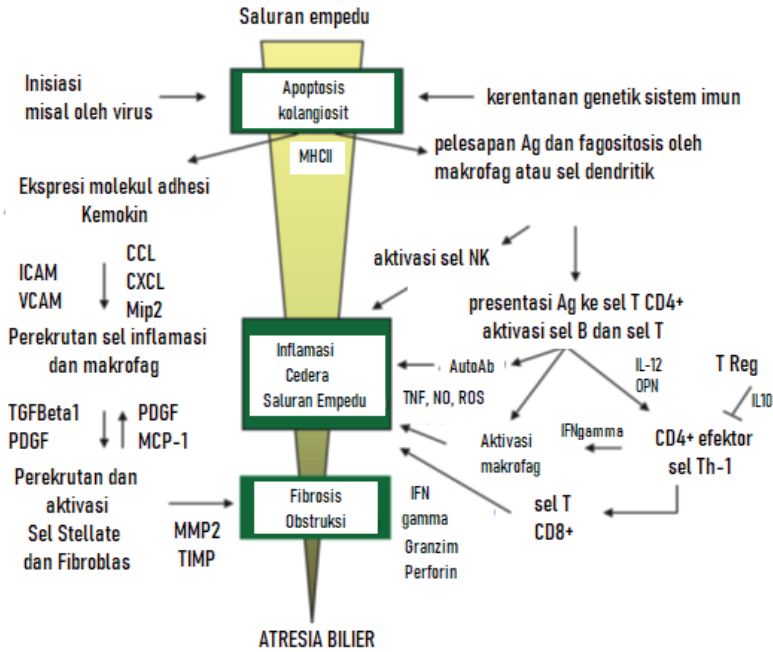 Saluran empedu
Inisiasi
misal oleh virus
Apoptosis
kolangiosit
kerentanan genetik sistem imun
MHCII
pelesapan Ag dan fagositosis oleh
makrofag atau sel dendritik
Ekspresi molekul adhesi
Kemokin
aktivasi sel NK
ICAM
VCAM
CCL
CXCL
Mip2
presentasi Ag ke sel T CD4+
aktivasi sel B dan sel T
Perekrutan sel inflamasi
dan makrofag
Inflamasi
Cedera
Saluran Empedu
AutoAb
TNF, NO, ROS
IL-12
OPN
T Reg
IL10
TGFBeta1
PDGF
PDGF
MCP-1
Aktivasi
makrofag
IFNgamma
CD4+ efektor
sel Th-1
Perekrutan dan
aktivasi
Sel Stellate
dan Fibroblas
MMP2
TIMP
Fibrosis
Obstruksi
IFN
gamma
Granzim
Perforin
sel T
CD8+
ATRESIA BILIER